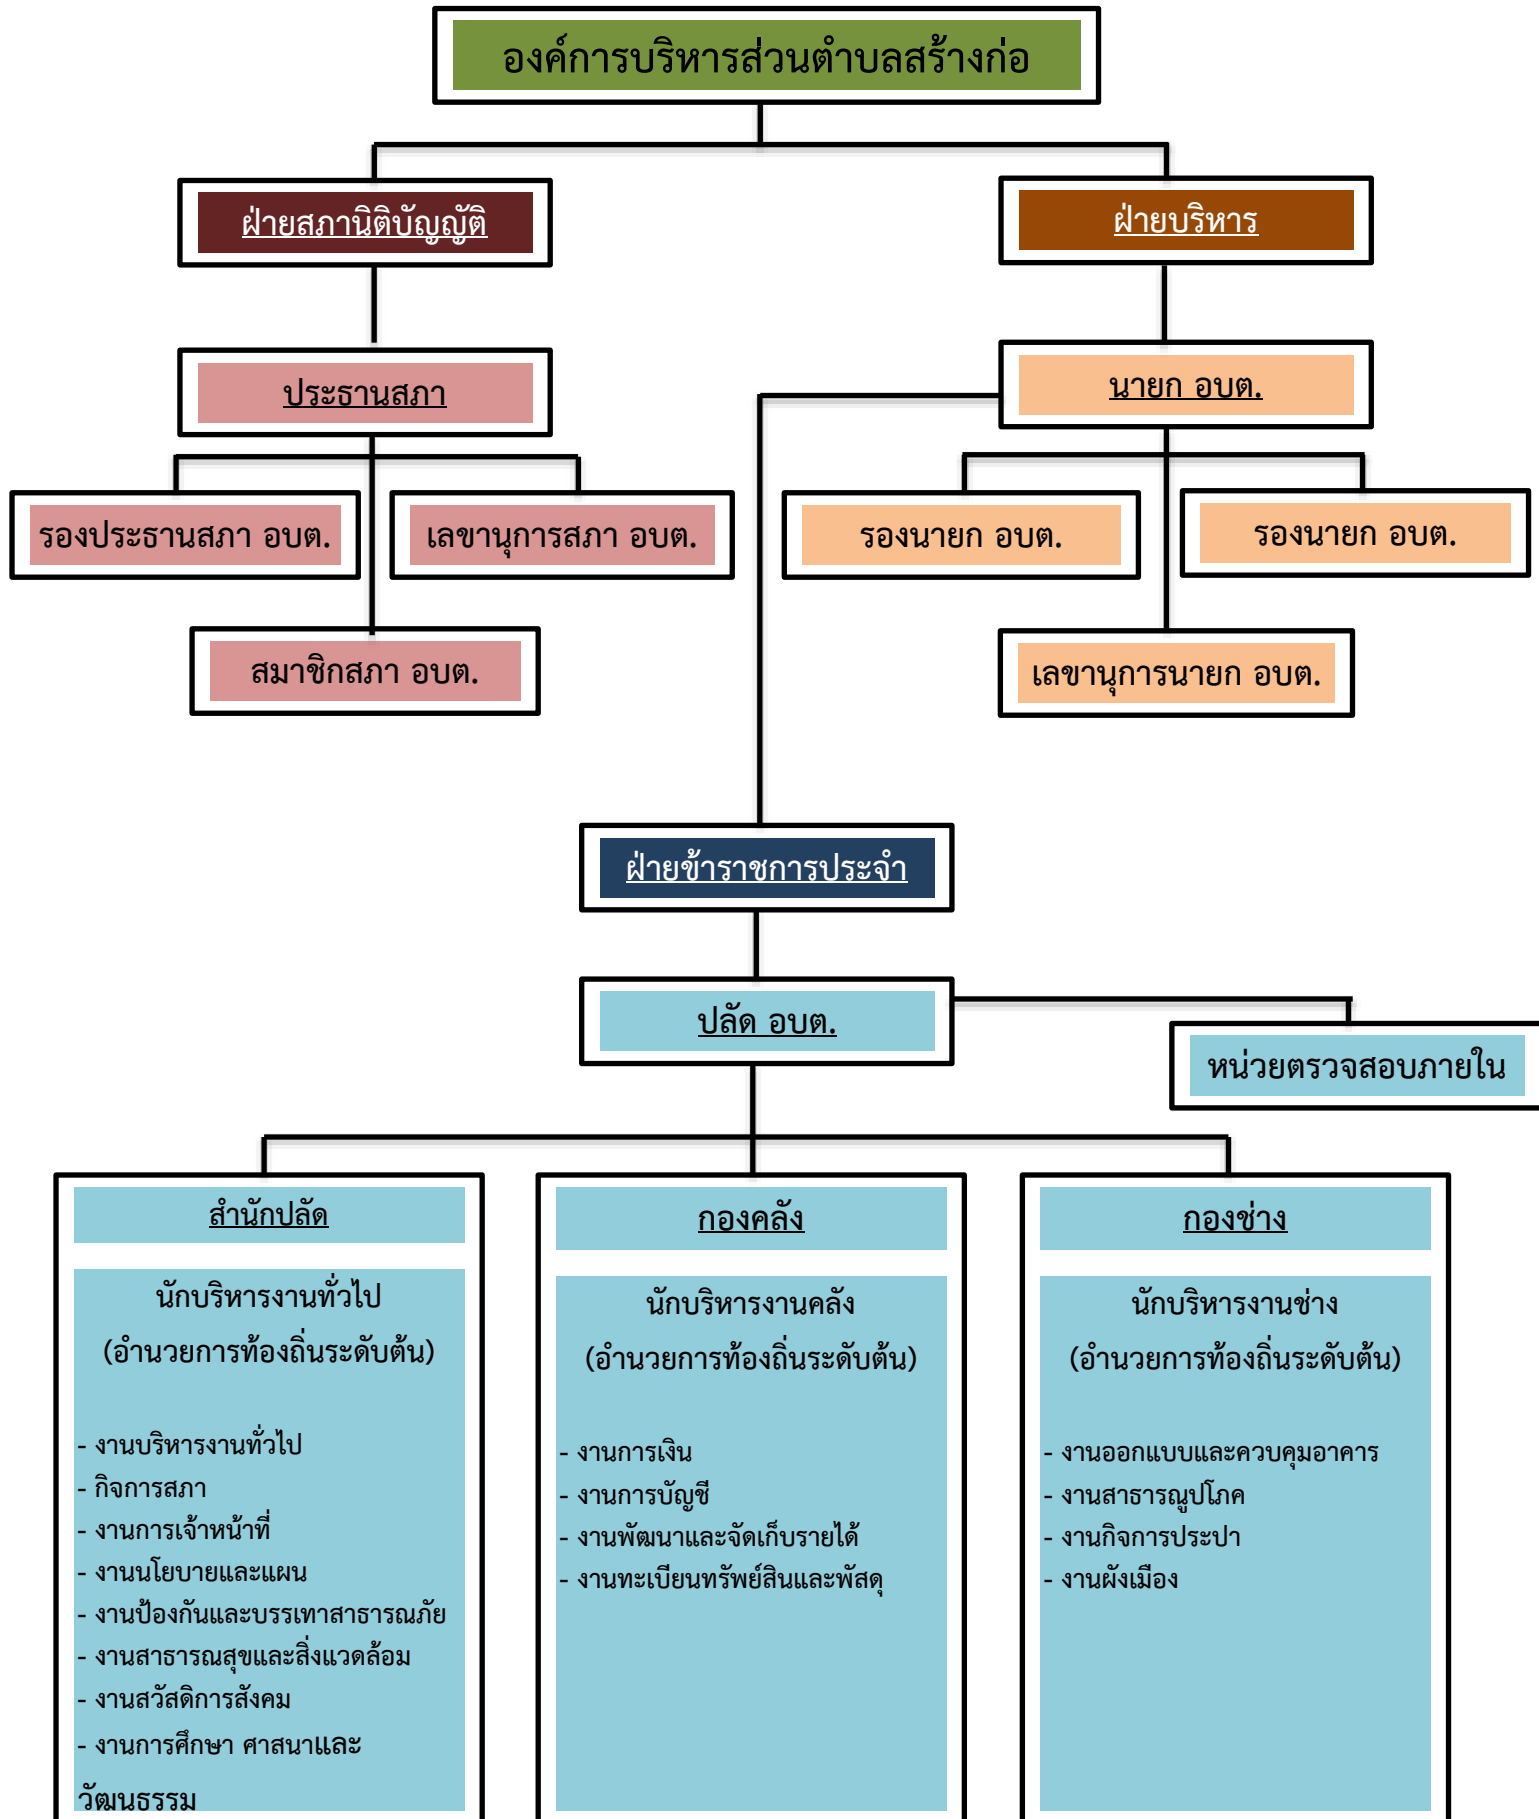 องค์การบริหารส่วนตำบลสร้างก่อ
ฝ่ายสภานิติบัญญัติ
ฝ่ายบริหาร
ประธานสภา
นายก อบต.
รองประธานสภา อบต.
เลขานุการสภา อบต.
รองนายก อบต.
รองนายก อบต.
สมาชิกสภา อบต.
เลขานุการนายก อบต.
ฝ่ายข้าราชการประจำ
ปลัด อบต.
หน่วยตรวจสอบภายใน
สำนักปลัด
นักบริหารงานทั่วไป
(อำนวยการท้องถิ่นระดับต้น)
- งานบริหารงานทั่วไป
- กิจการสภา
- งานการเจ้าหน้าที่
- งานนโยบายและแผน
- งานป้องกันและบรรเทาสาธารณภัย
- งานสาธารณสุขและสิ่งแวดล้อม
- งานสวัสดิการสังคม
- งานการศึกษา ศาสนาและ
วัฒนธรรม
กองคลัง
นักบริหารงานคลัง
(อำนวยการท้องถิ่นระดับต้น)
- งานการเงิน
- งานการบัญชี
- งานพัฒนาและจัดเก็บรายได้
- งานทะเบียนทรัพย์สินและพัสดุ
กองช่าง
นักบริหารงานช่าง
(อำนวยการท้องถิ่นระดับต้น)
- งานออกแบบและควบคุมอาคาร
- งานสาธารณูปโภค
- งานกิจการประปา
- งานผังเมือง